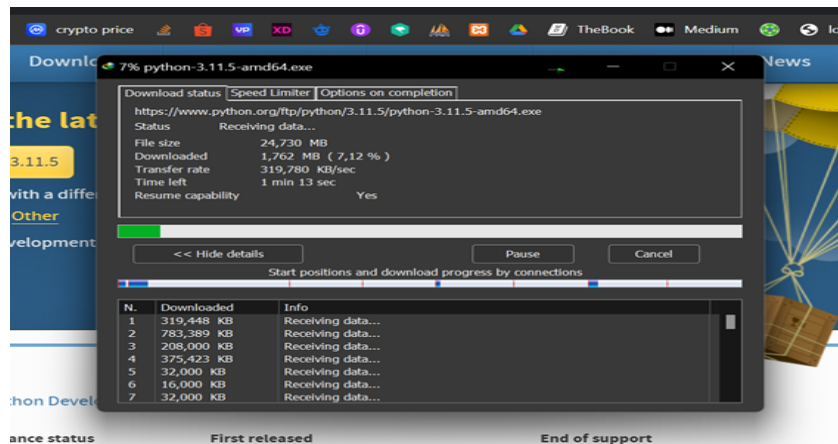 crypto price VP XD TheBook Medium
Downlo
News
7% python-3.11.5-amd64.exe
Download status Speed Limiter Options on completion
https://www.python.org/ftp/python/3.11.5/python-3.11.5-amd64.exe
Status Receiving data...
File size 24,730 MB
Downloaded 1,762 MB ( 7,12 % )
Transfer rate 319,780 KB/sec
Time left 1 min 13 sec
Resume capability Yes
the lat
3.11.5
with a diffe
Other
velopment
<< Hide details Pause Cancel
Start positions and download progress by connections
N. Downloaded Info
1 319,448 KB Receiving data...
2 783,389 KB Receiving data...
3 208,000 KB Receiving data...
4 375,423 KB Receiving data...
5 32,000 KB Receiving data...
6 16,000 KB Receiving data...
7 32,000 KB Receiving data...
thon Develo
ance status First released End of support